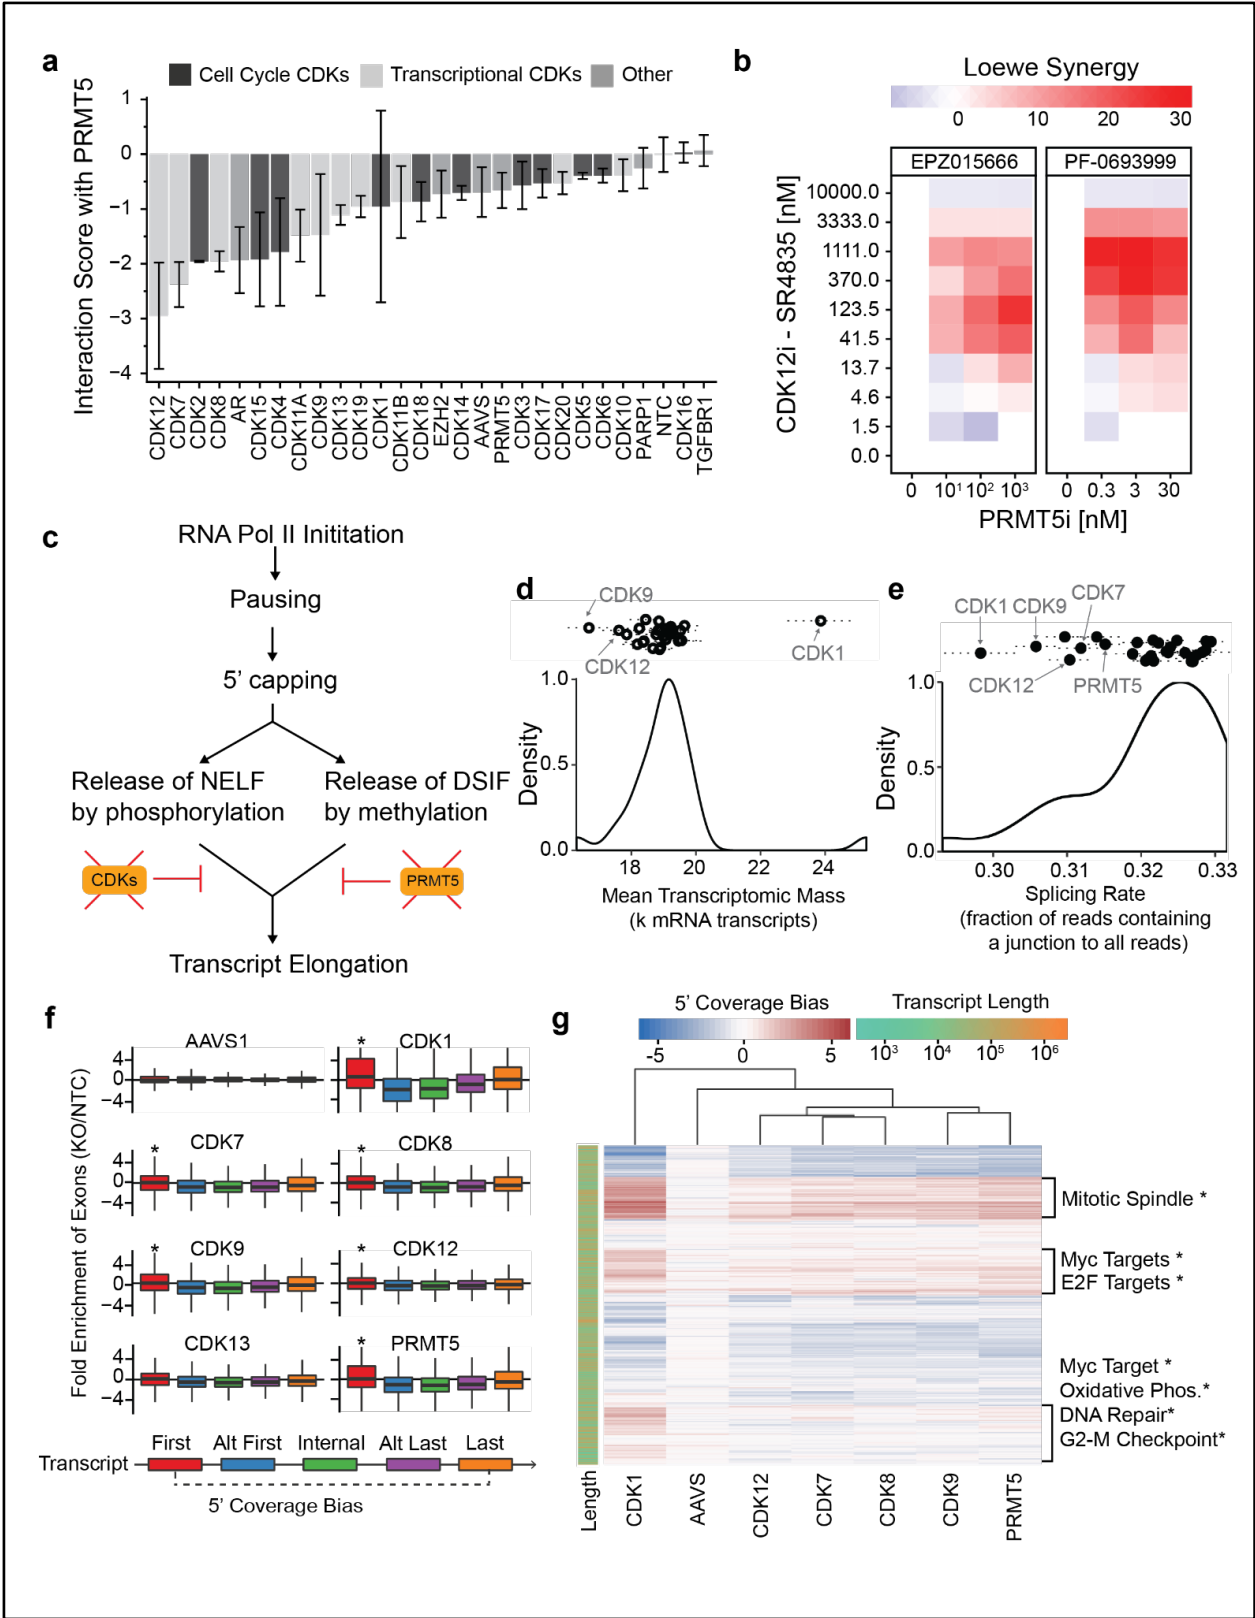 a
Cell Cycle CDKs
Transcriptional CDKs
Other
Interaction Score with PRMT5
1
0
−1
−2
−3
−4
CDK12
CDK7
CDK2
CDK8
AR
CDK15
CDK4
CDK11A
CDK9
CDK13
CDK19
CDK1
CDK11B
CDK18
EZH2
CDK14
AAVS
PRMT5
CDK3
CDK17
CDK20
CDK5
CDK6
CDK10
PARP1
NTC
CDK16
TGFBR1
b
Loewe Synergy
0 10 20 30
EPZ015666
PF-0693999
CDK12i - SR4835 [nM]
10000.0
3333.0
1111.0
370.0
123.5
41.5
13.7
4.6
1.5
0.0
0 10¹ 10² 10³
0 0.3 3 30
PRMT5i [nM]
c
RNA Pol II Inititation
Pausing
5' capping
Release of NELF
by phosphorylation
Release of DSIF
by methylation
CDKs
PRMT5
Transcript Elongation
d
CDK9
CDK12
CDK1
Density
1.0
0.5
0.0
18 20 22 24
Mean Transcriptomic Mass
(k mRNA transcripts)
e
CDK7
CDK1 CDK9
CDK12
PRMT5
Density
1.0
0.5
0.0
0.30 0.31 0.32 0.33
Splicing Rate
(fraction of reads containing
a junction to all reads)
f
Fold Enrichment of Exons (KO/NTC)
AAVS1
4
0
−4
* CDK1
CDK7
*
4
0
−4
* CDK8
CDK9
*
4
0
−4
* CDK12
CDK13
4
0
−4
* PRMT5
First
Alt First
Internal
Alt Last
Last
Transcript
5' Coverage Bias
g
5' Coverage Bias
-5 0 5
Transcript Length
10³ 10⁴ 10⁵ 10⁶
Mitotic Spindle *
Myc Targets *
E2F Targets *
Myc Target *
Oxidative Phos.*
DNA Repair*
G2-M Checkpoint*
Length
CDK1
AAVS
CDK12
CDK7
CDK8
CDK9
PRMT5